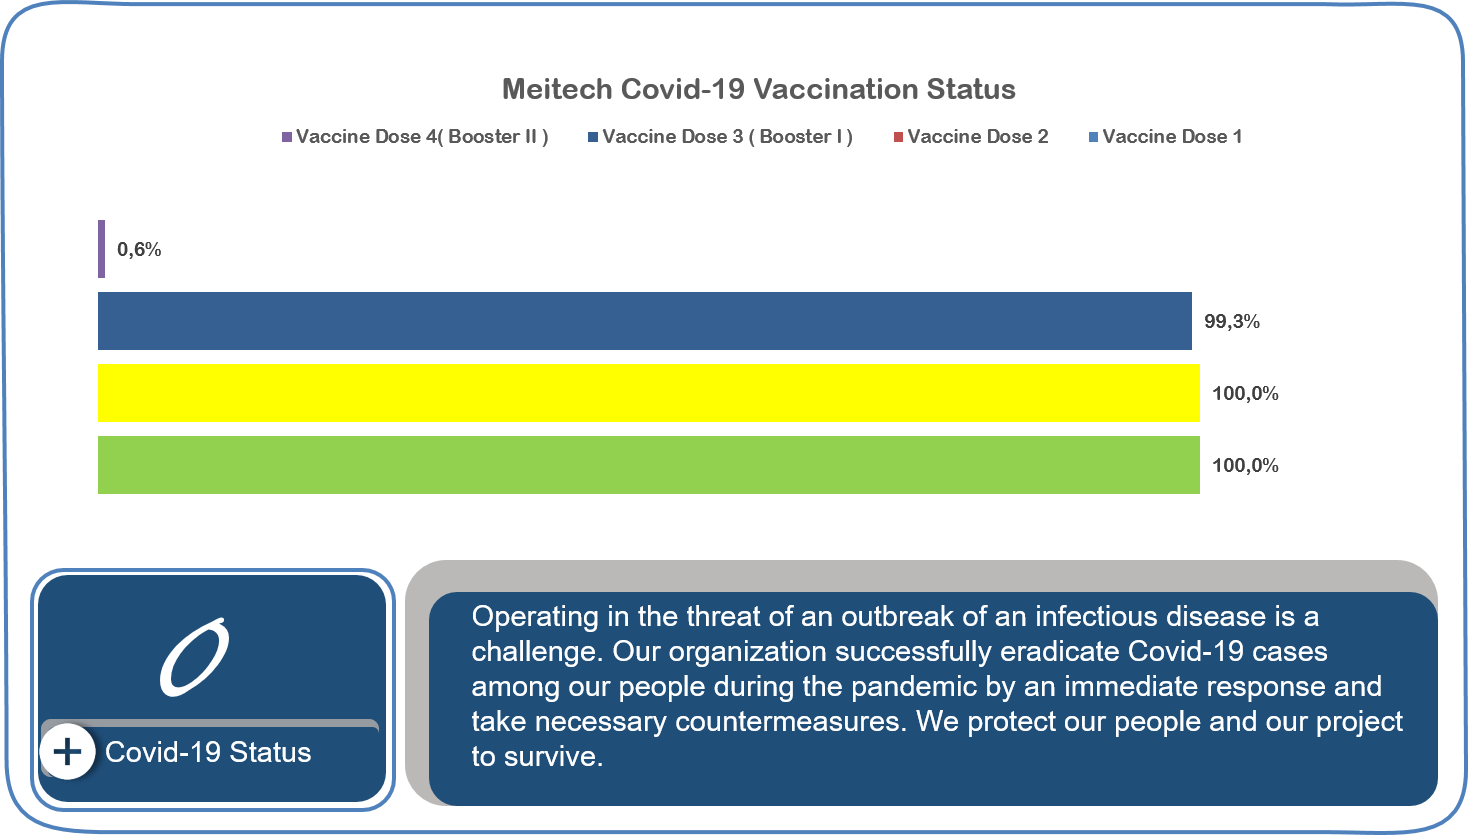 Meitech Covid-19 Vaccination Status
Vaccine Dose 4( Booster II ) Vaccine Dose 3 ( Booster I ) Vaccine Dose 2 Vaccine Dose 1
0,6%
99,3%
100,0%
100,0%
0
Covid-19 Status
Operating in the threat of an outbreak of an infectious disease is a
challenge. Our organization successfully eradicate Covid-19 cases
among our people during the pandemic by an immediate response and
take necessary countermeasures. We protect our people and our project
to survive.